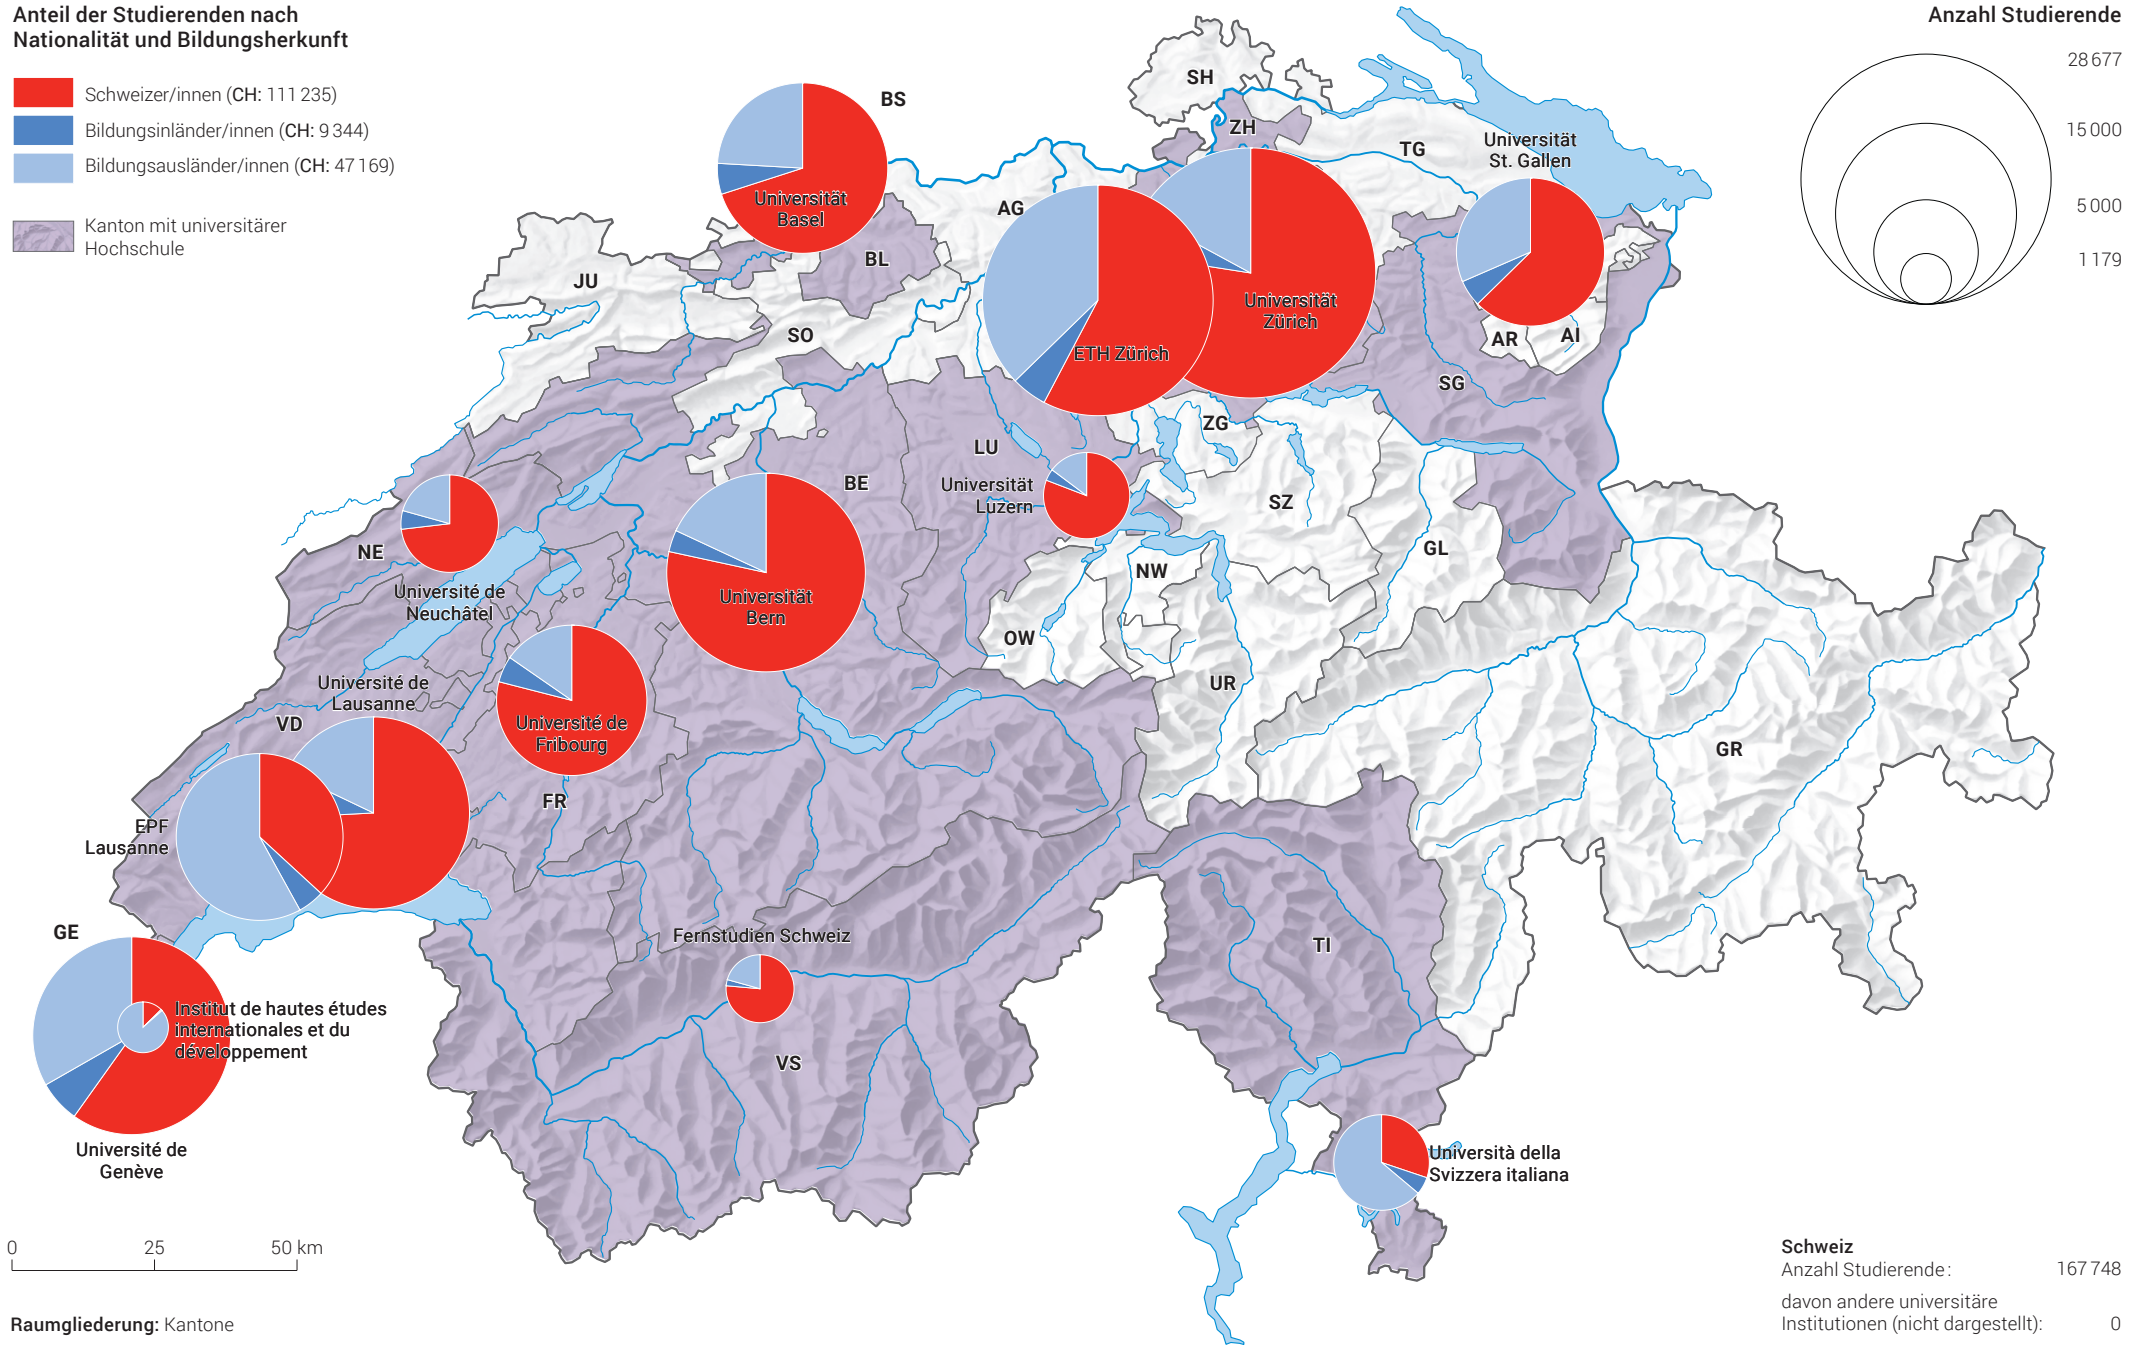 Anteil der Studierenden nach
Nationalität und Bildungsherkunft
Schweizer/innen (CH: 111 235)
Bildungsinländer/innen (CH: 9 344)
Bildungsausländer/innen (CH: 47 169)
Kanton mit universitärer
Hochschule
Anzahl Studierende
28 677
15 000
5 000
1 179
SH
BS
ZH
TG
Universität
St. Gallen
Universität
Basel
AG
BL
JU
SO
Universität
Zürich
ETH Zürich
AR
AI
SG
ZG
LU
BE
Universität
Luzern
SZ
NE
GL
NW
Université de
Neuchâtel
Universität
Bern
OW
UR
Université de
Lausanne
VD
Université de
Fribourg
GR
FR
EPF
Lausanne
GE
Fernstudien Schweiz
TI
Institut de hautes études
internationales et du
développement
VS
Université de
Genève
Università della
Svizzera italiana
0
25
50 km
Raumgliederung: Kantone
Schweiz
Anzahl Studierende: 167 748
davon andere universitäre
Institutionen (nicht dargestellt): 0